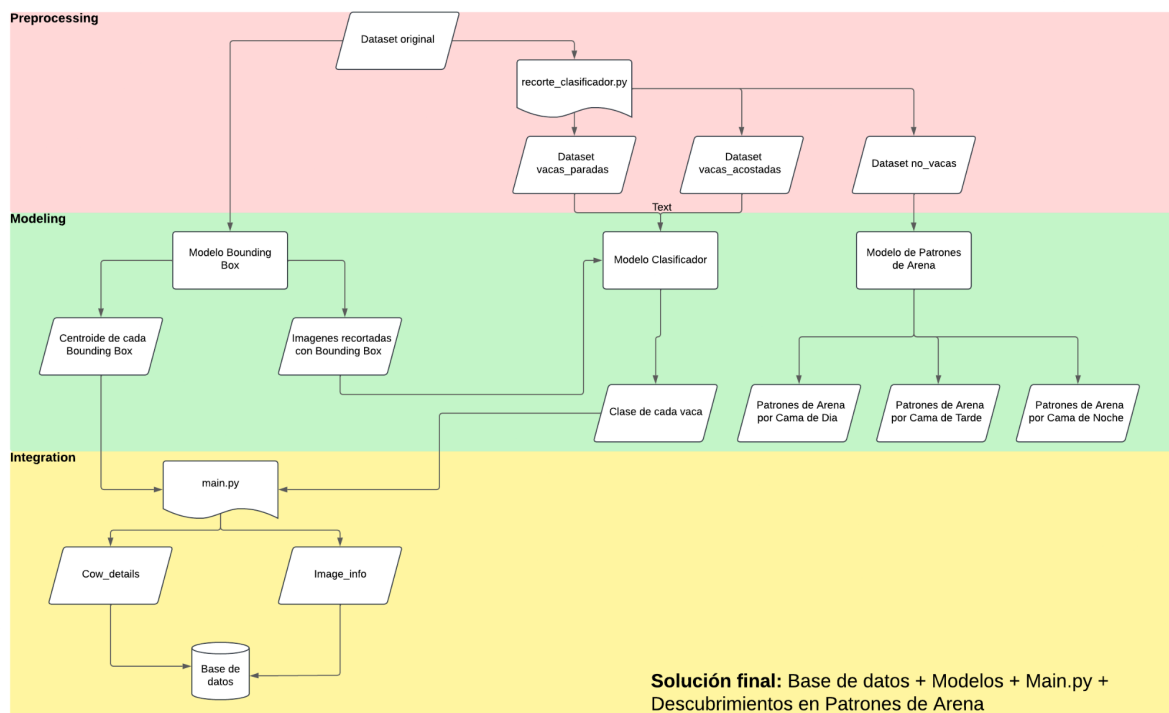 Preprocessing
Dataset original
recorte_clasificador.py
Dataset
vacas_paradas
Dataset
vacas_acostadas
Dataset no_vacas
Text
Modeling
Modelo Bounding
Box
Modelo Clasificador
Modelo de Patrones
de Arena
Centroide de cada
Bounding Box
Imagenes recortadas
con Bounding Box
Clase de cada vaca
Patrones de Arena
por Cama de Dia
Patrones de Arena
por Cama de Tarde
Patrones de Arena
por Cama de Noche
Integration
main.py
Cow_details
Image_info
Base de
datos
Solución final: Base de datos + Modelos + Main.py +
Descubrimientos en Patrones de Arena